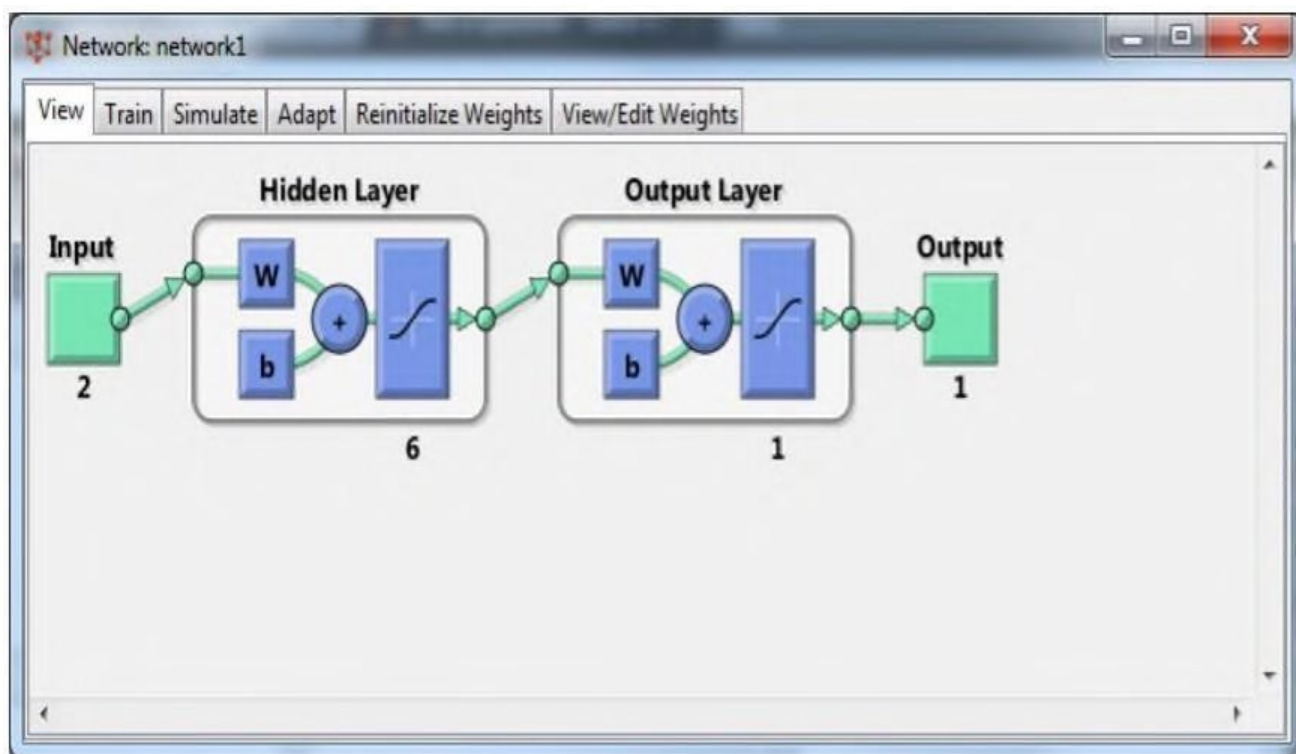 Network: network1
View Train Simulate Adapt Reinitialize Weights View/Edit Weights
Hidden Layer Output Layer
Input Output
W W
+ +
b b
2 1
6 1